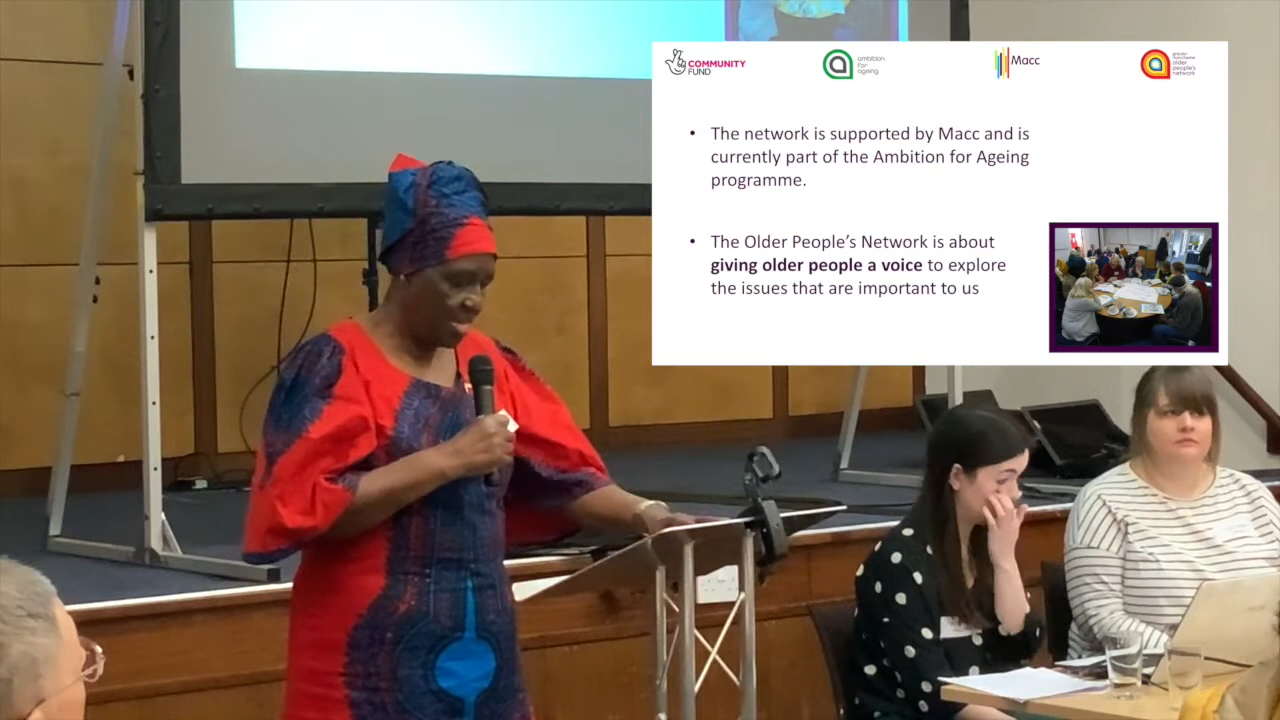 COMMUNITY
FUND
ambition
for
ageing
Macc
greater
manchester
older
people's
network
• The network is supported by Macc and is
currently part of the Ambition for Ageing
programme.
• The Older People's Network is about
giving older people a voice to explore
the issues that are important to us